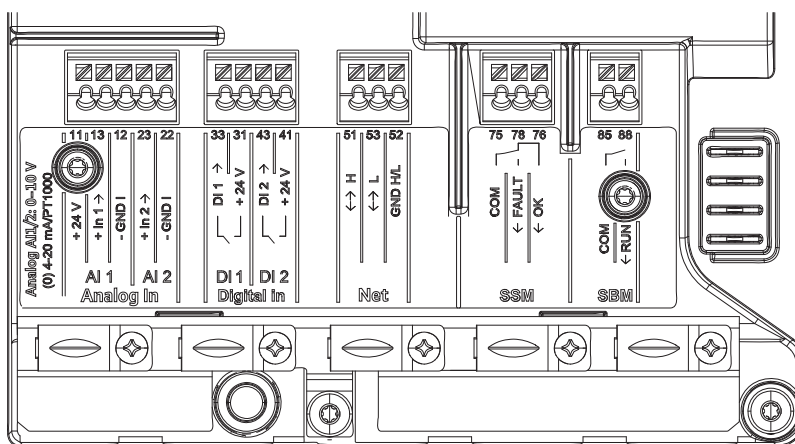 11 13 12 23 22
33 31 43 41
51 53 52
75 78 76
85 88
Analog AI1/2: 0–10 V
(0) 4–20 mA/PT1000
+ 24 V
+ In 1 →
- GND I
+ In 2 →
- GND I
DI 1 →
+ 24 V
DI 2 →
+ 24 V
↔ H
↔ L
GND H/L
COM
← FAULT
← OK
COM
← RUN
AI 1 AI 2
Analog In
DI 1 DI 2
Digital in
Net
SSM
SBM